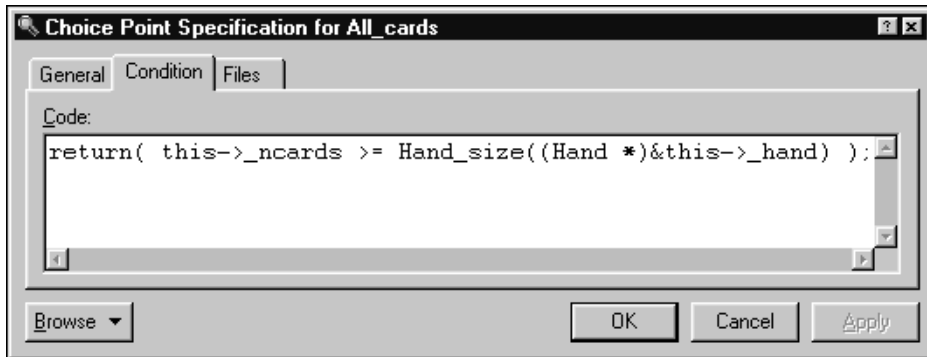 Choice Point Specification for All_cards
General Condition Files
Code:
return( this->_ncards >= Hand_size((Hand *)&this->_hand) );
Browse OK Cancel Apply